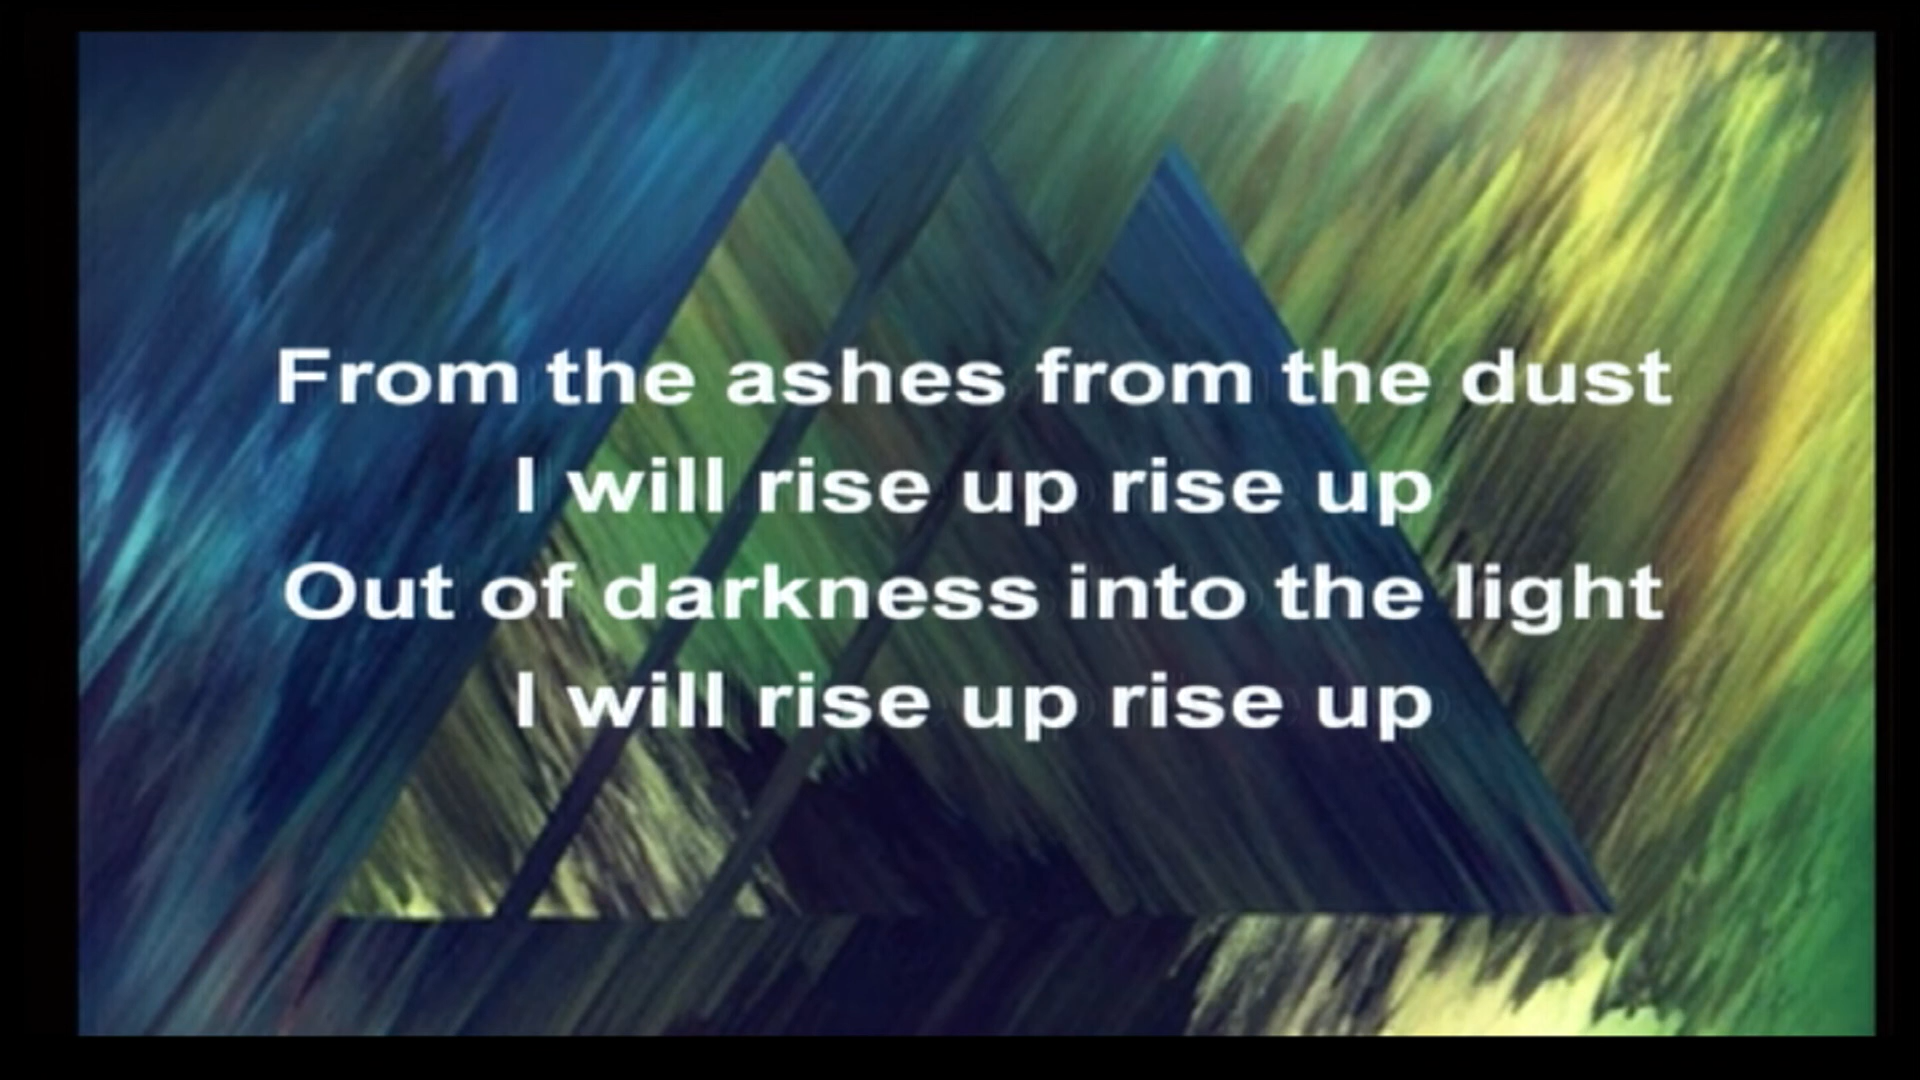 From the ashes from the dust
I will rise up rise up
Out of darkness into the light
I will rise up rise up